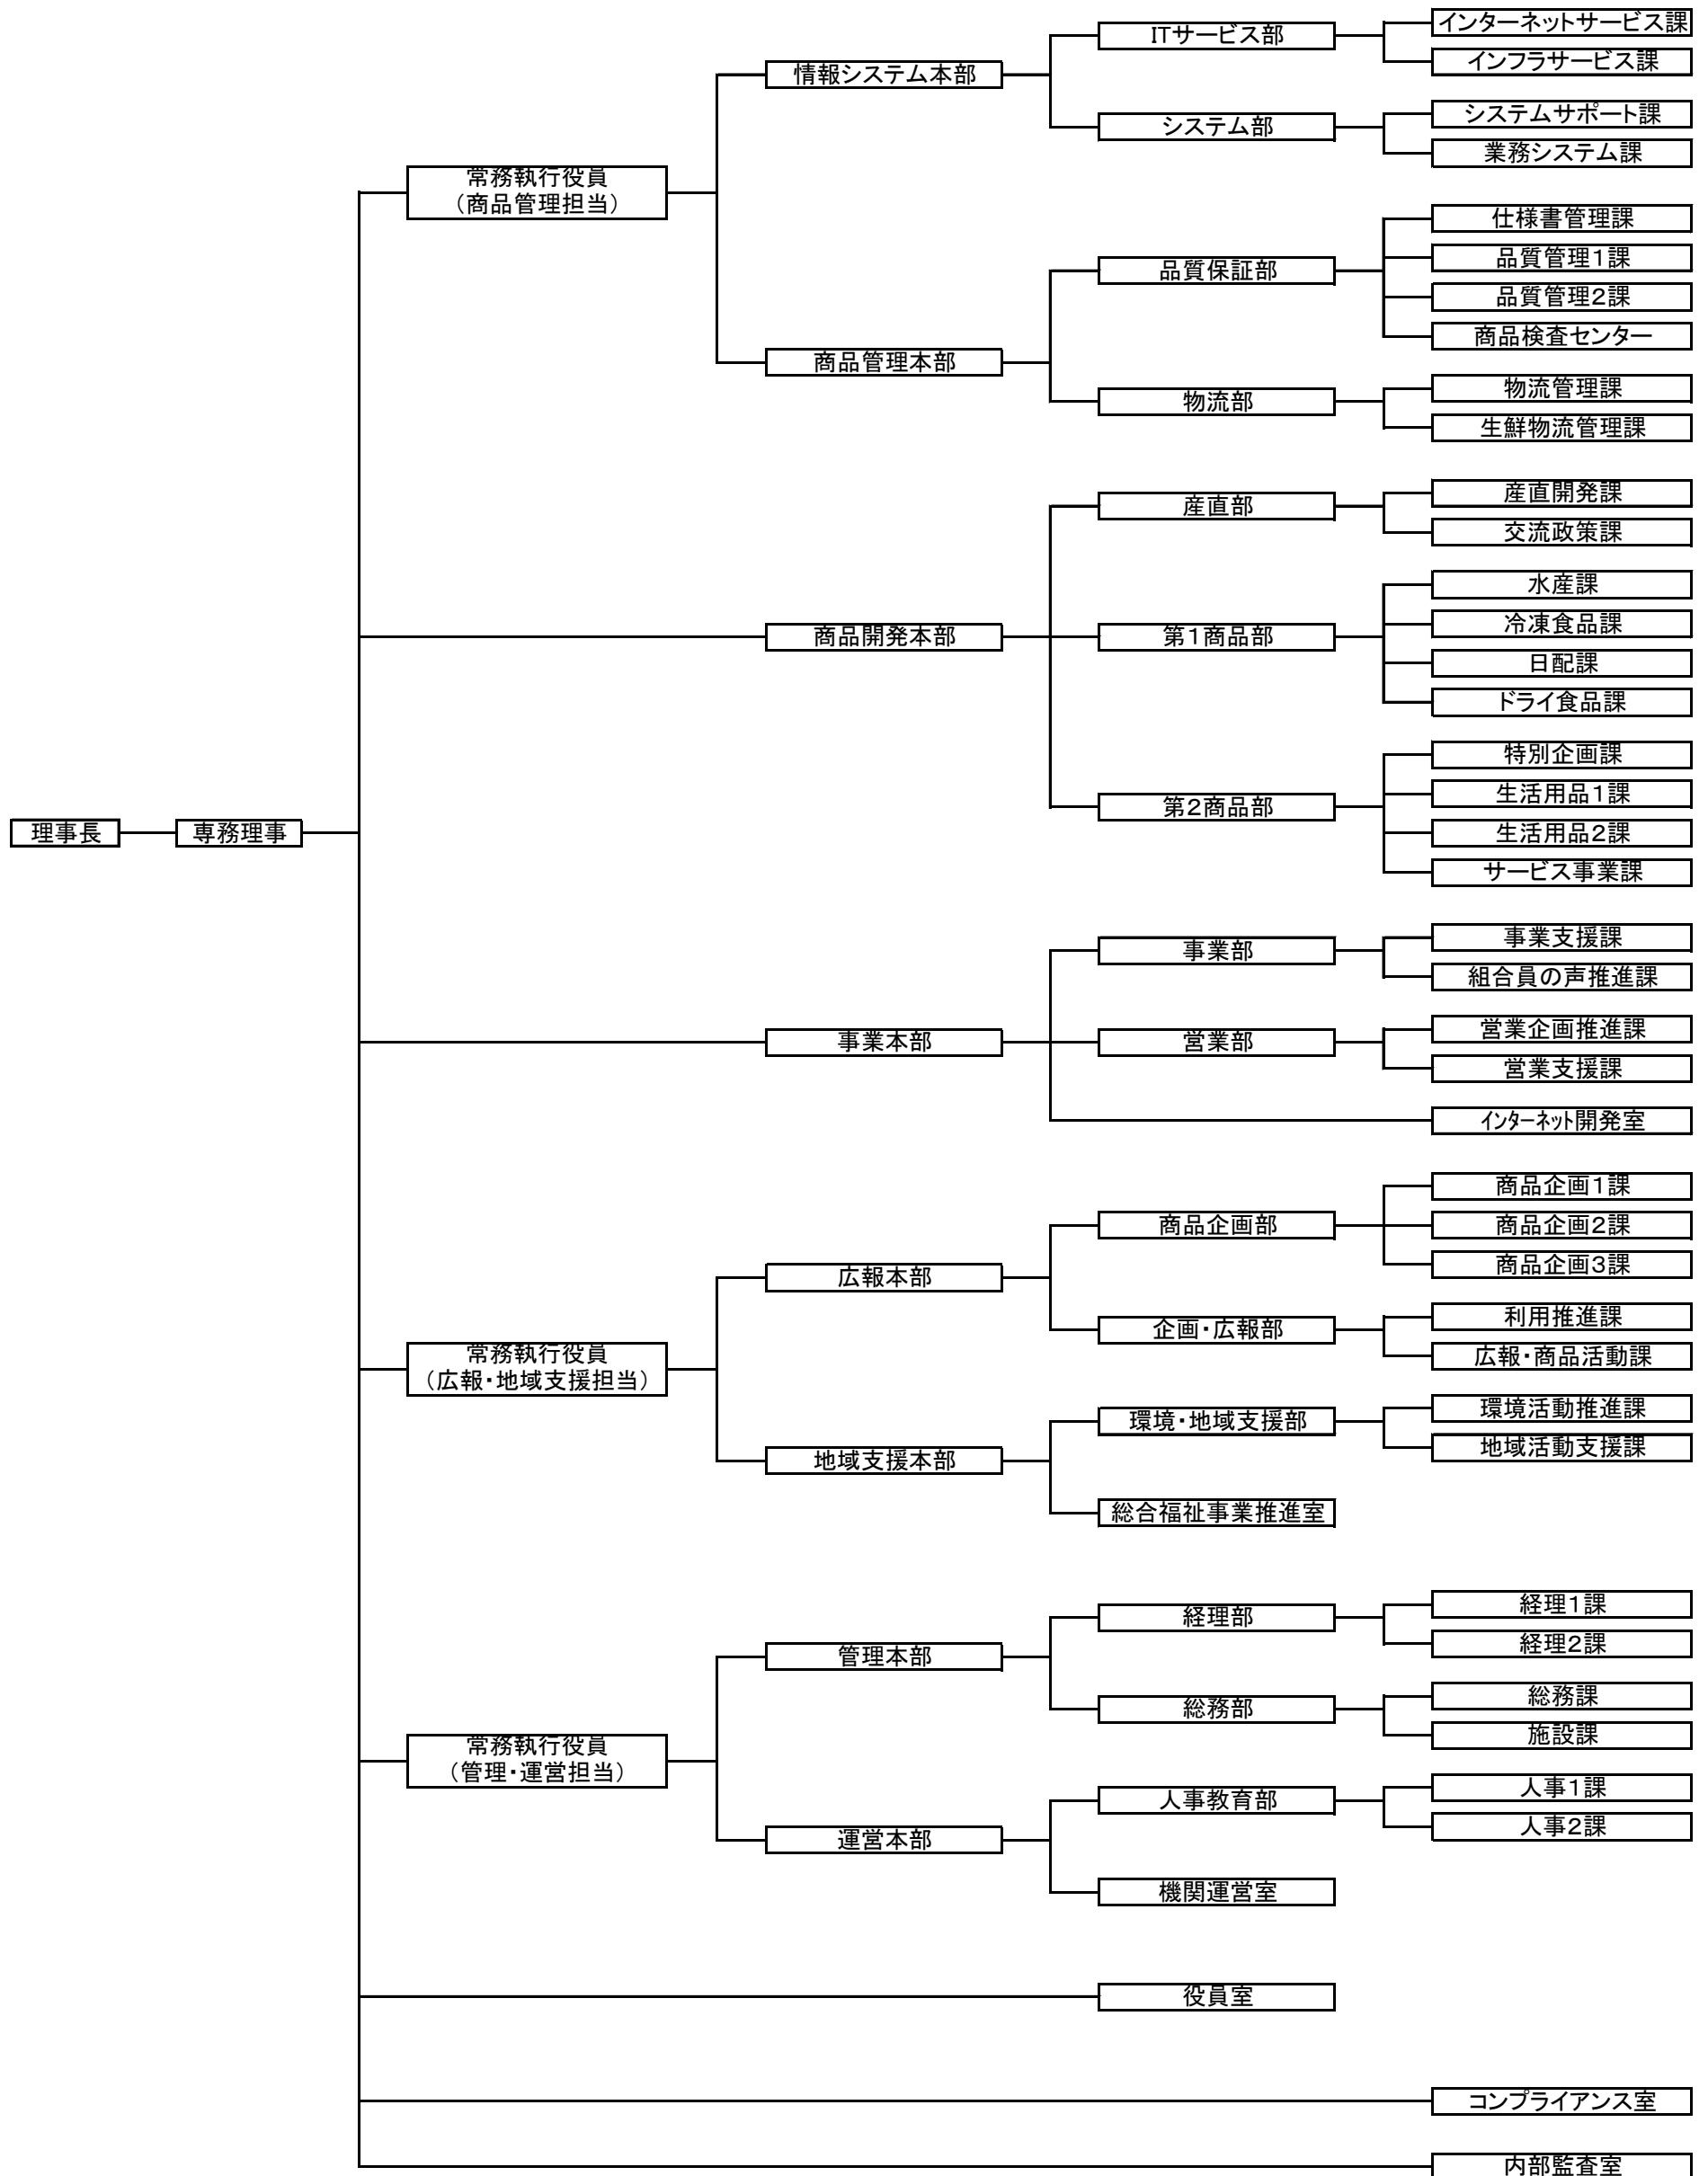 ITサービス部
インターネットサービス課
インフラサービス課
情報システム本部
システム部
システムサポート課
業務システム課
常務執行役員
（商品管理担当）
仕様書管理課
品質保証部
品質管理１課
品質管理２課
商品検査センター
商品管理本部
物流部
物流管理課
生鮮物流管理課
産直部
産直開発課
交流政策課
水産課
商品開発本部
第１商品部
冷凍食品課
日配課
ドライ食品課
特別企画課
第２商品部
生活用品１課
生活用品２課
サービス事業課
理事長
専務理事
事業部
事業支援課
組合員の声推進課
事業本部
営業部
営業企画推進課
営業支援課
ｲﾝﾀｰﾈｯﾄ開発室
商品企画部
商品企画１課
商品企画２課
商品企画３課
広報本部
企画・広報部
利用推進課
広報・商品活動課
常務執行役員
（広報・地域支援担当）
環境・地域支援部
環境活動推進課
地域活動支援課
地域支援本部
総合福祉事業推進室
経理部
経理１課
経理２課
管理本部
総務部
総務課
施設課
常務執行役員
（管理・運営担当）
人事教育部
人事１課
人事２課
運営本部
機関運営室
役員室
コンプライアンス室
内部監査室